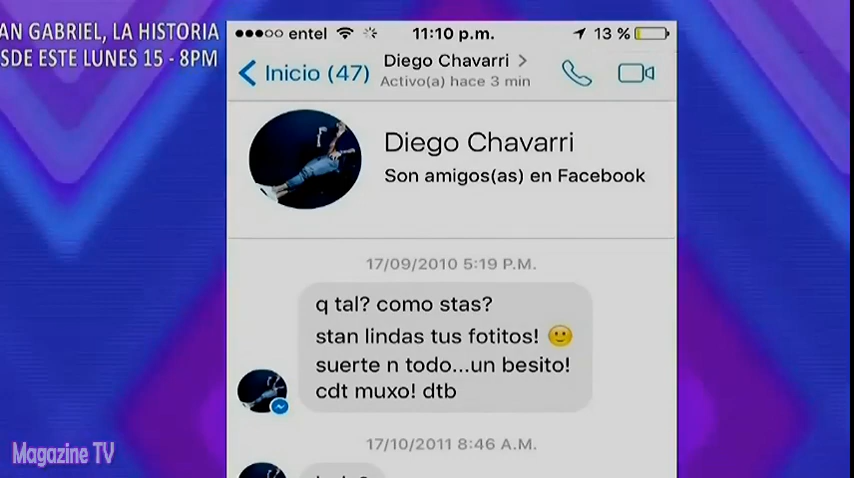 AN GABRIEL, LA HISTORIA
SDE ESTE LUNES 15 - 8PM
entel 11:10 p.m. 13 %
Inicio (47)
Diego Chavarri
Activo(a) hace 3 min
Diego Chavarri
Son amigos(as) en Facebook
17/09/2010 5:19 P.M.
q tal? como stas?
stan lindas tus fotitos! 🙂
suerte n todo...un besito!
cdt muxo! dtb
17/10/2011 8:46 A.M.
Magazine TV